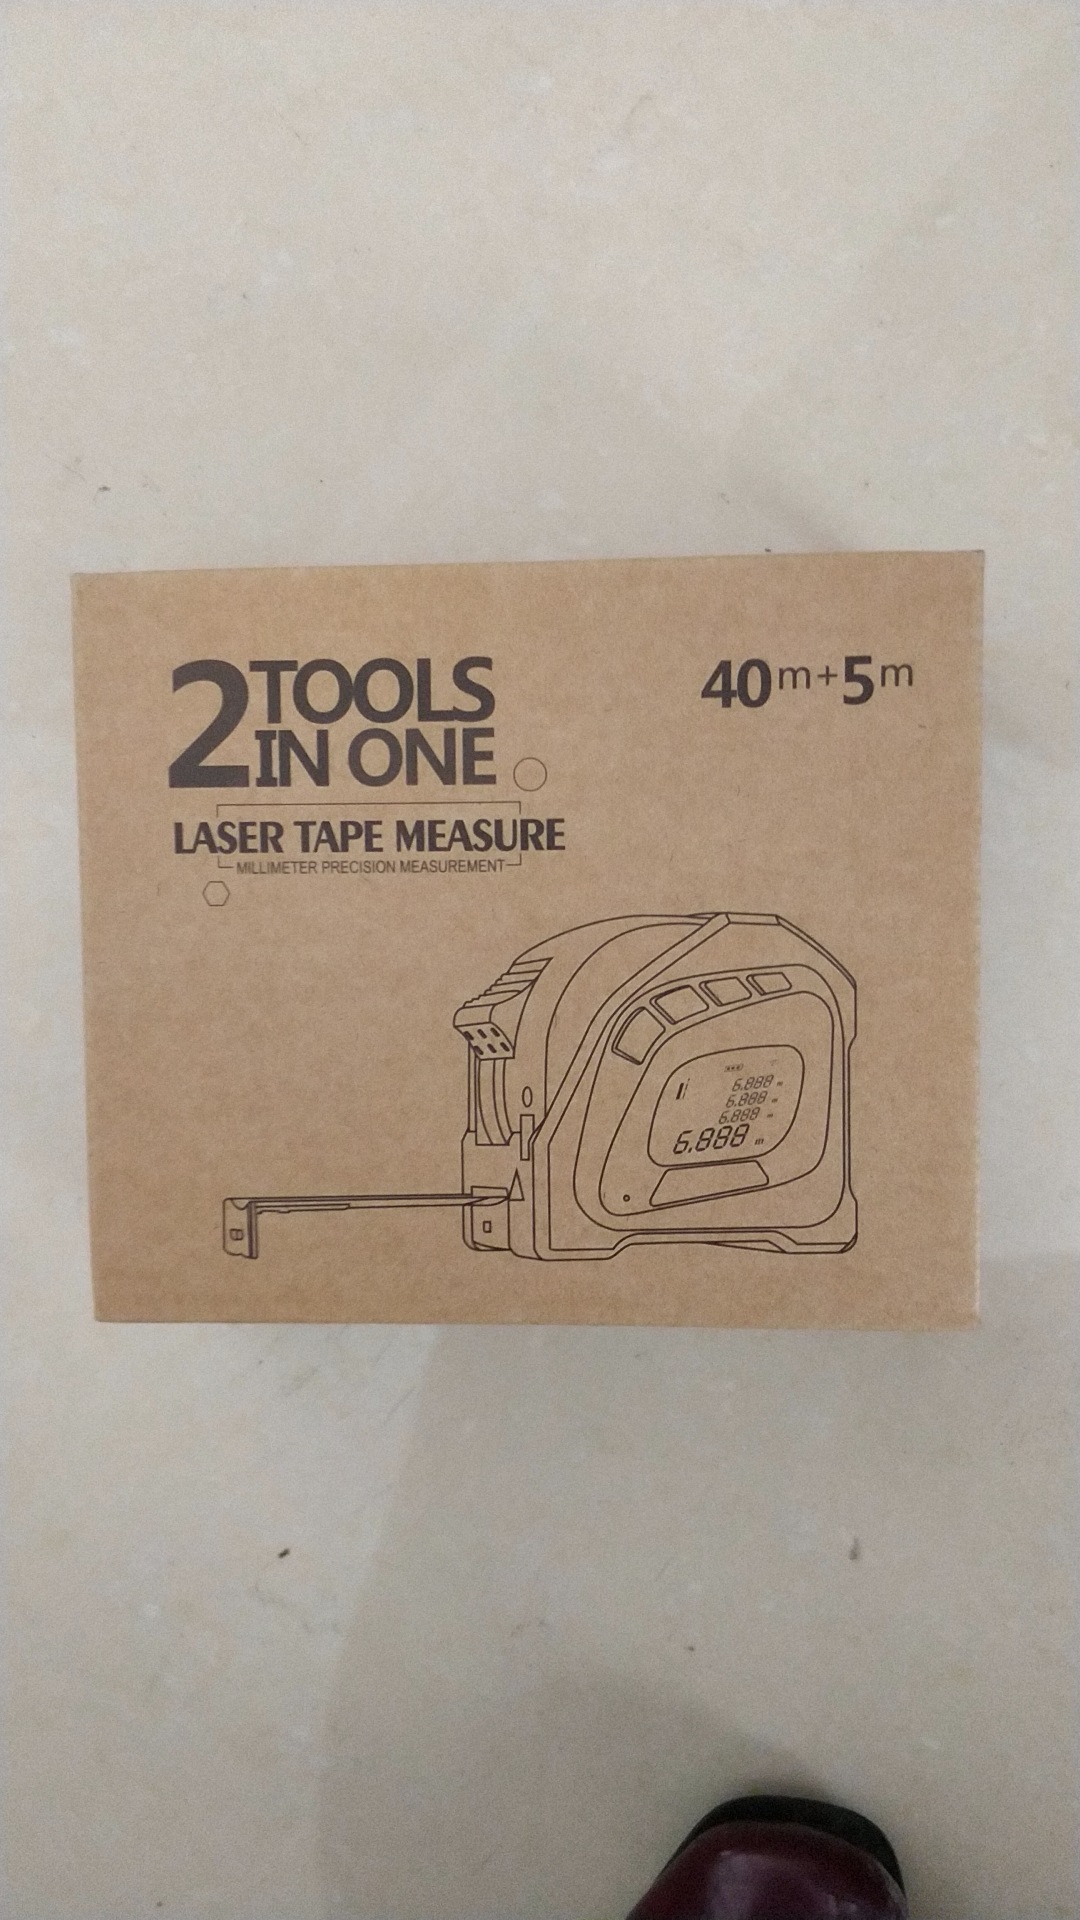 2 TOOLS
IN ONE
40m+5m
LASER TAPE MEASURE
MILLIMETER PRECISION MEASUREMENT
6.888 m
6.888 m
6.888 m
6.888 m